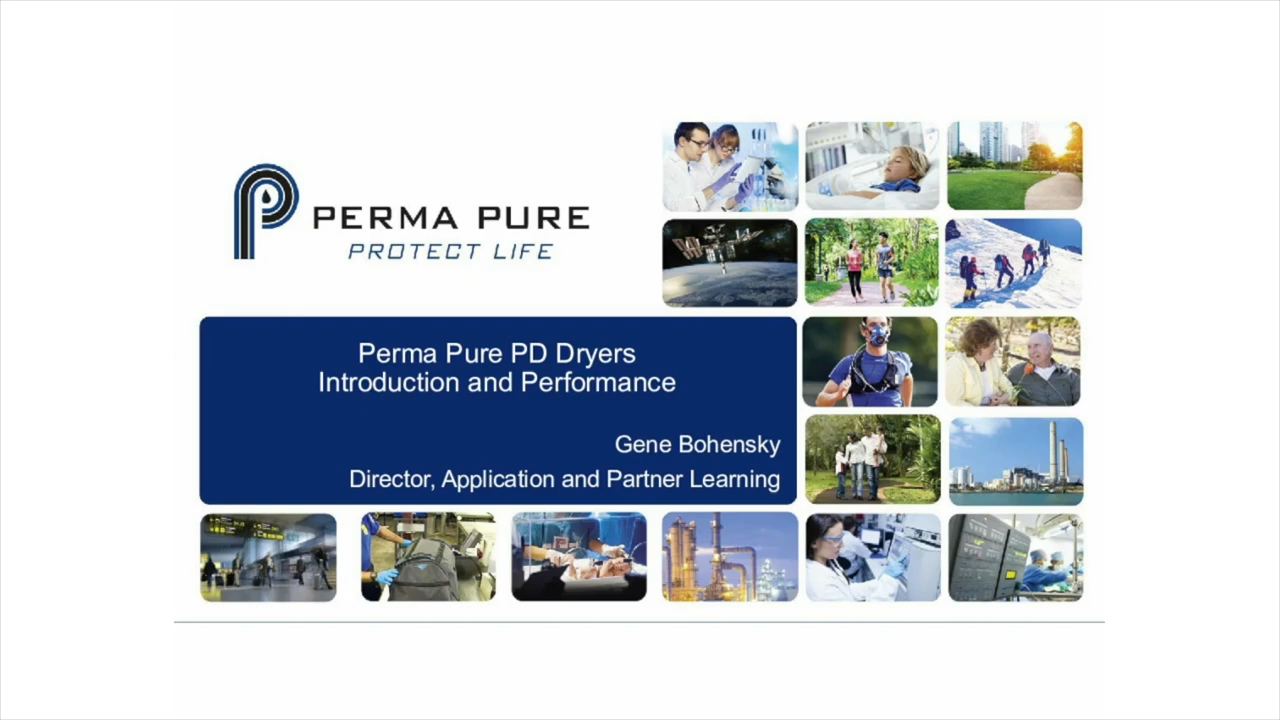 PERMA PURE
PROTECT LIFE
Perma Pure PD Dryers
Introduction and Performance
Gene Bohensky
Director, Application and Partner Learning